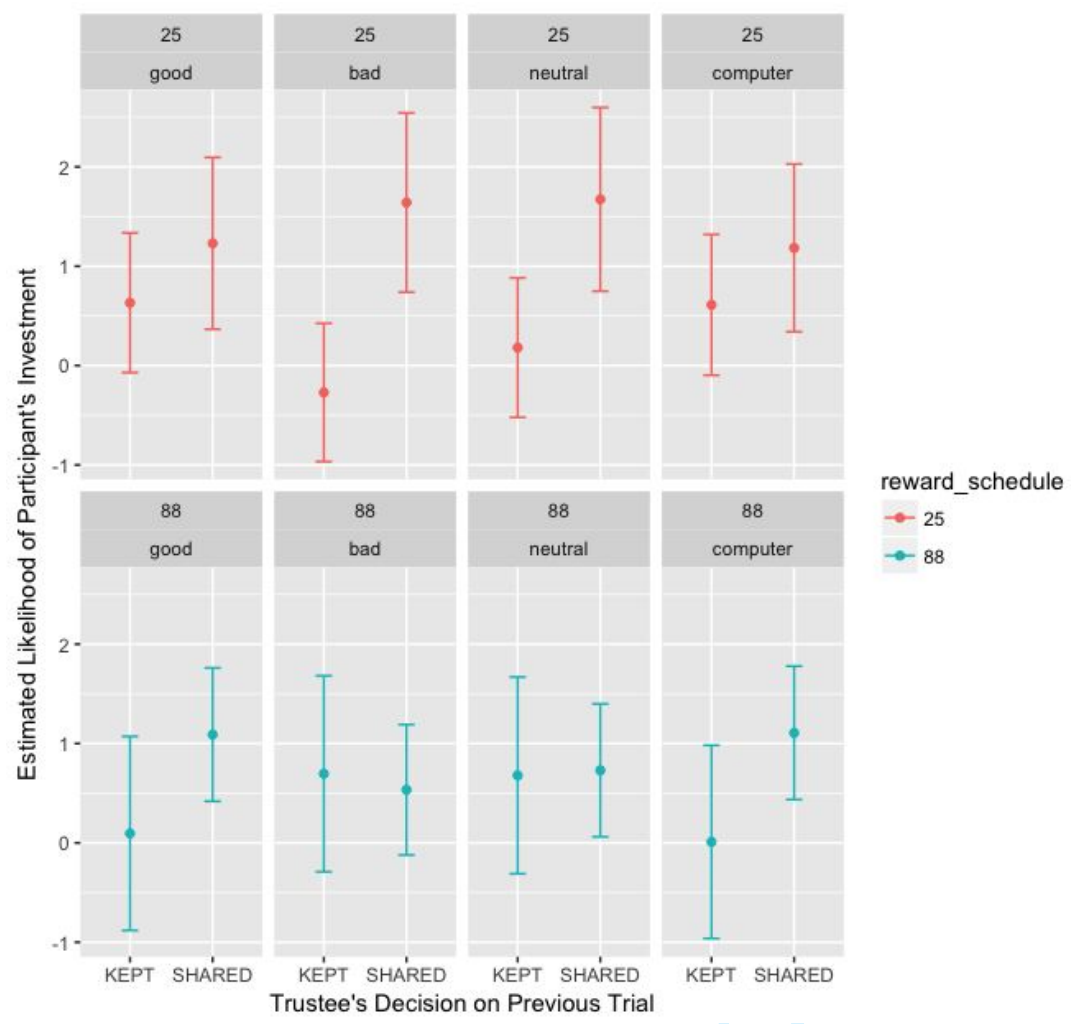 25 25 25 25
good bad neutral computer
2
1
0
-1
88 88 88 88
good bad neutral computer
2
1
0
-1
KEPT SHARED KEPT SHARED KEPT SHARED KEPT SHARED
Trustee's Decision on Previous Trial
Estimated Likelihood of Participant's Investment
reward_schedule
25
88